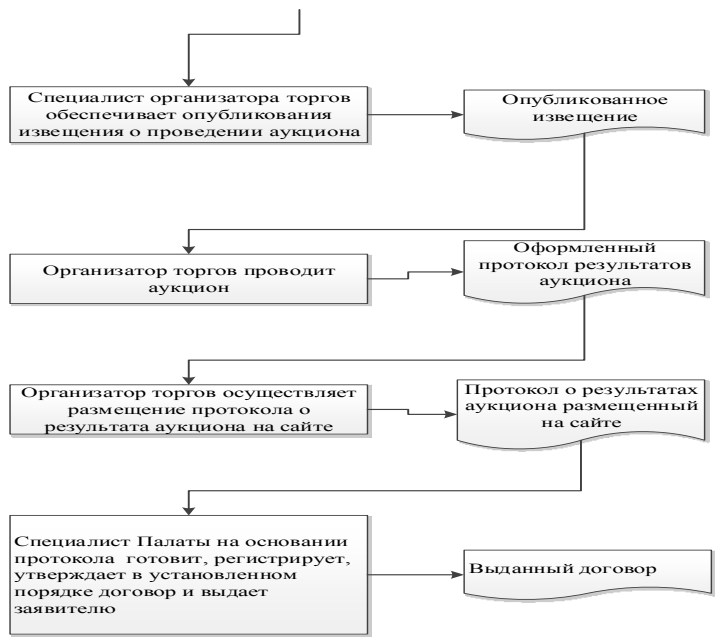 Специалист организатора торгов
обеспечивает опубликования
извещения о проведении аукциона
Опубликованное
извещение
Организатор торгов проводит
аукцион
Оформленный
протокол результатов
аукциона
Организатор торгов осуществляет
размещение протокола о
результата аукциона на сайте
Протокол о результатах
аукциона размещенный
на сайте
Специалист Палаты на основании
протокола готовит, регистрирует,
утверждает в установленном
порядке договор и выдает
заявителю
Выданный договор